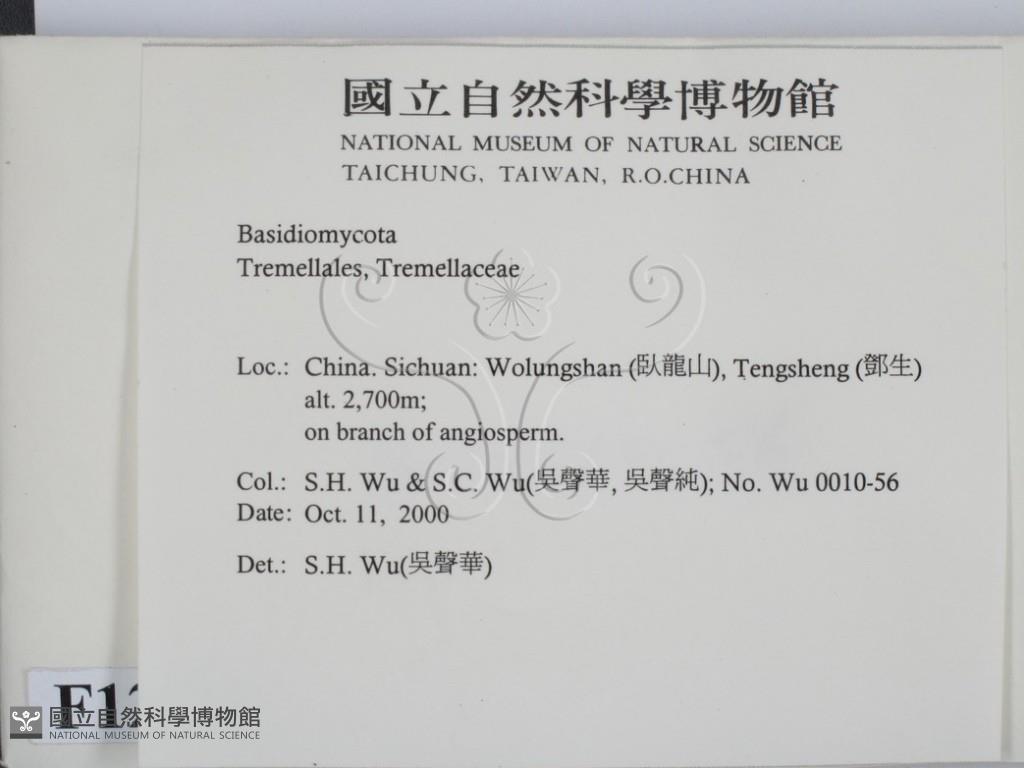 國立自然科學博物館
NATIONAL MUSEUM OF NATURAL SCIENCE
TAICHUNG, TAIWAN, R.O.CHINA
Basidiomycota
Tremellales, Tremellaceae
Loc.: China. Sichuan: Wolungshan (臥龍山), Tengsheng (鄧生)
alt. 2,700m;
on branch of angiosperm.
Col.: S.H. Wu & S.C. Wu(吳聲華, 吳聲純); No. Wu 0010-56
Date: Oct. 11, 2000
Det.: S.H. Wu(吳聲華)
國立自然科學博物館
NATIONAL MUSEUM OF NATURAL SCIENCE